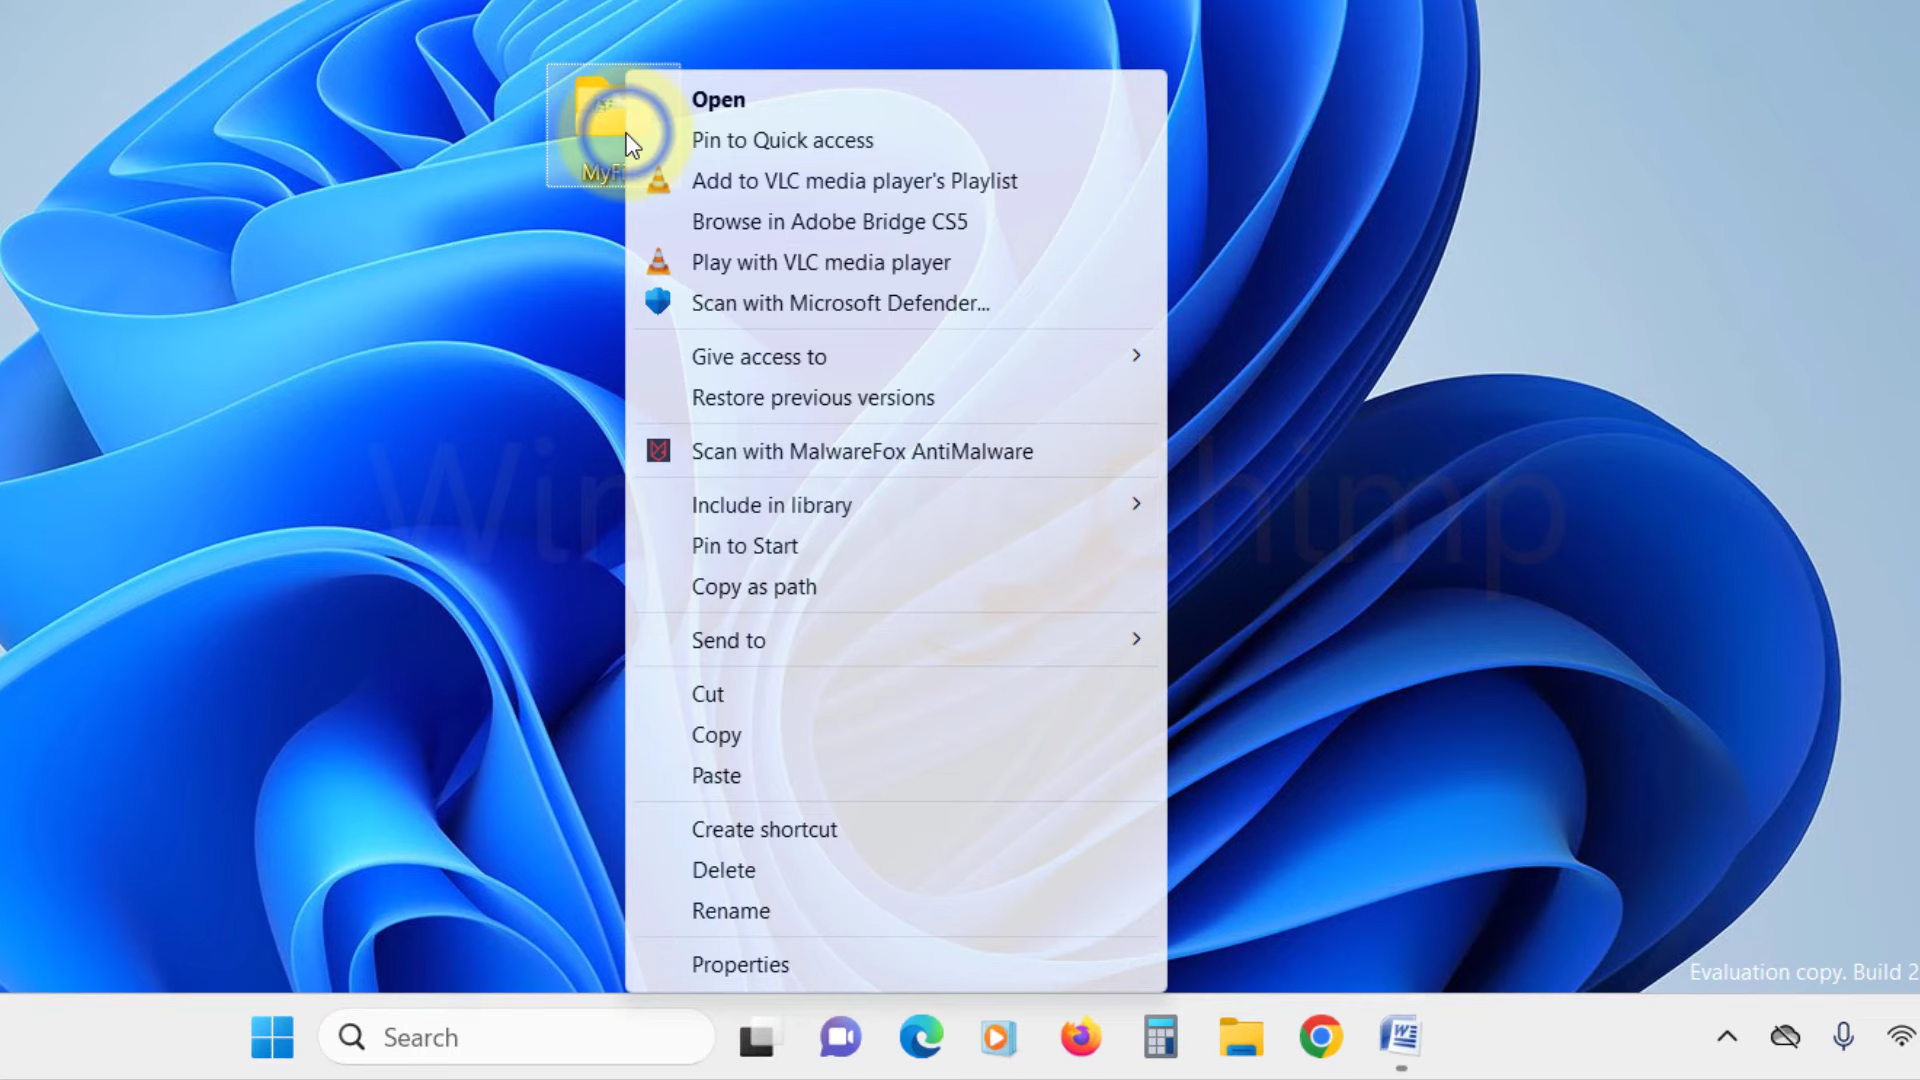 Open
Pin to Quick access
Add to VLC media player's Playlist
Browse in Adobe Bridge CS5
Play with VLC media player
Scan with Microsoft Defender...
Give access to
Restore previous versions
Scan with MalwareFox AntiMalware
Include in library
Pin to Start
Copy as path
Send to
Cut
Copy
Paste
Create shortcut
Delete
Rename
Properties
Evaluation copy. Build 2
Search